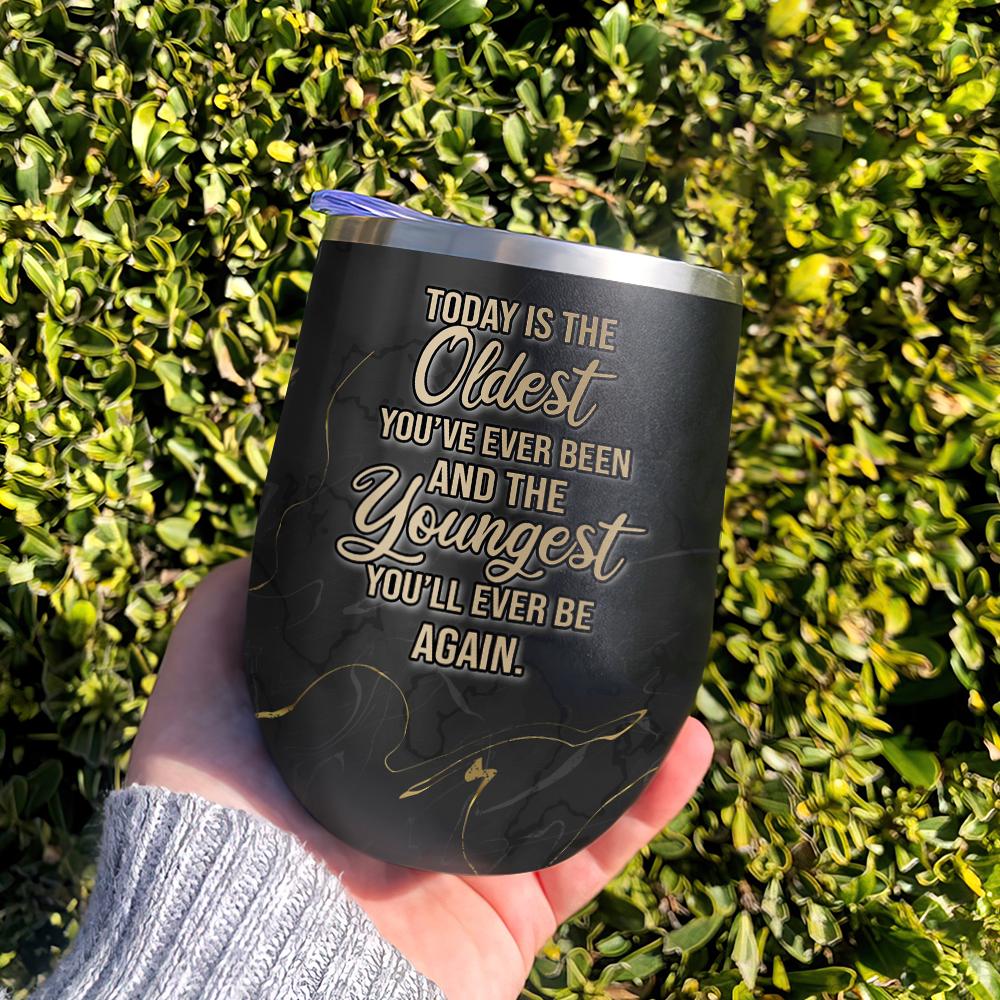 TODAY IS THE
Oldest
YOU'VE EVER BEEN
AND THE
Youngest
YOU'LL EVER BE
AGAIN.